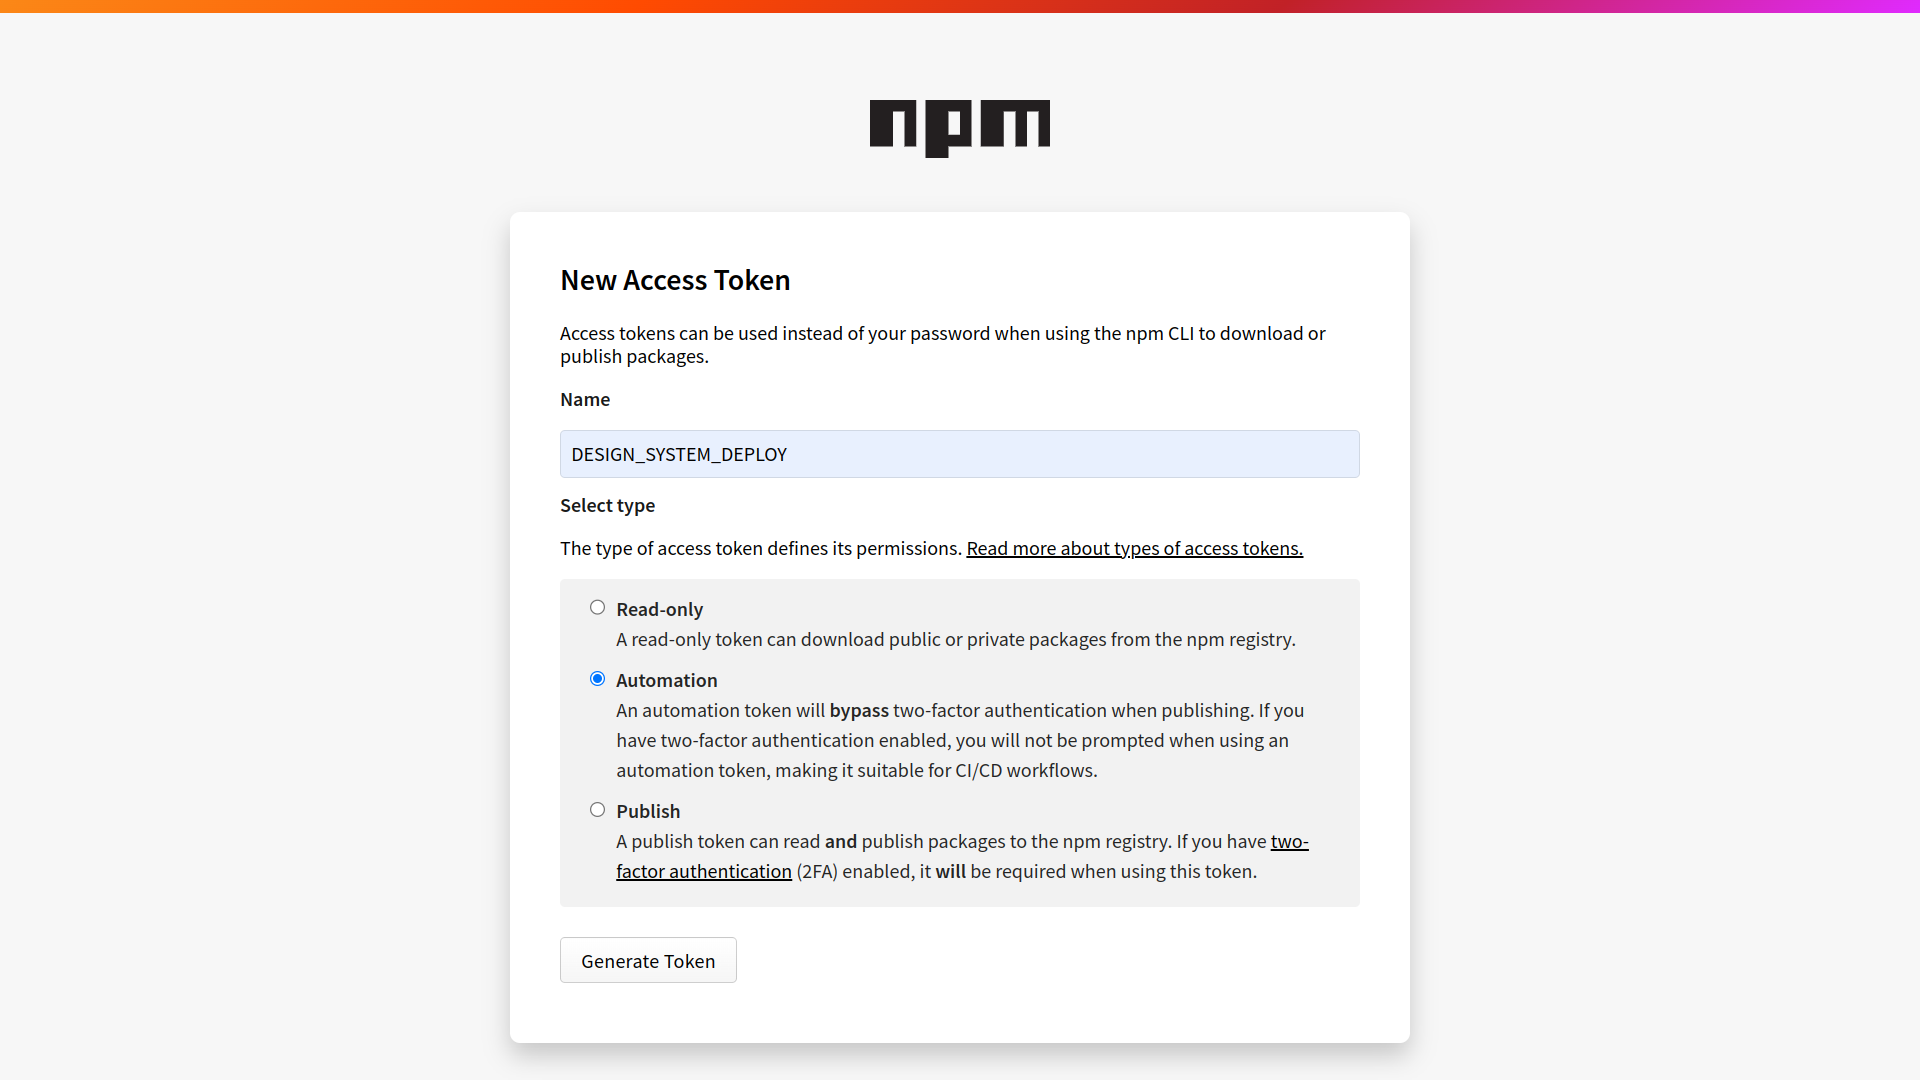 npm
New Access Token
Access tokens can be used instead of your password when using the npm CLI to download or
publish packages.
Name
DESIGN_SYSTEM_DEPLOY
Select type
The type of access token defines its permissions. Read more about types of access tokens.
Read-only
A read-only token can download public or private packages from the npm registry.
Automation
An automation token will bypass two-factor authentication when publishing. If you
have two-factor authentication enabled, you will not be prompted when using an
automation token, making it suitable for CI/CD workflows.
Publish
A publish token can read and publish packages to the npm registry. If you have two-
factor authentication (2FA) enabled, it will be required when using this token.
Generate Token